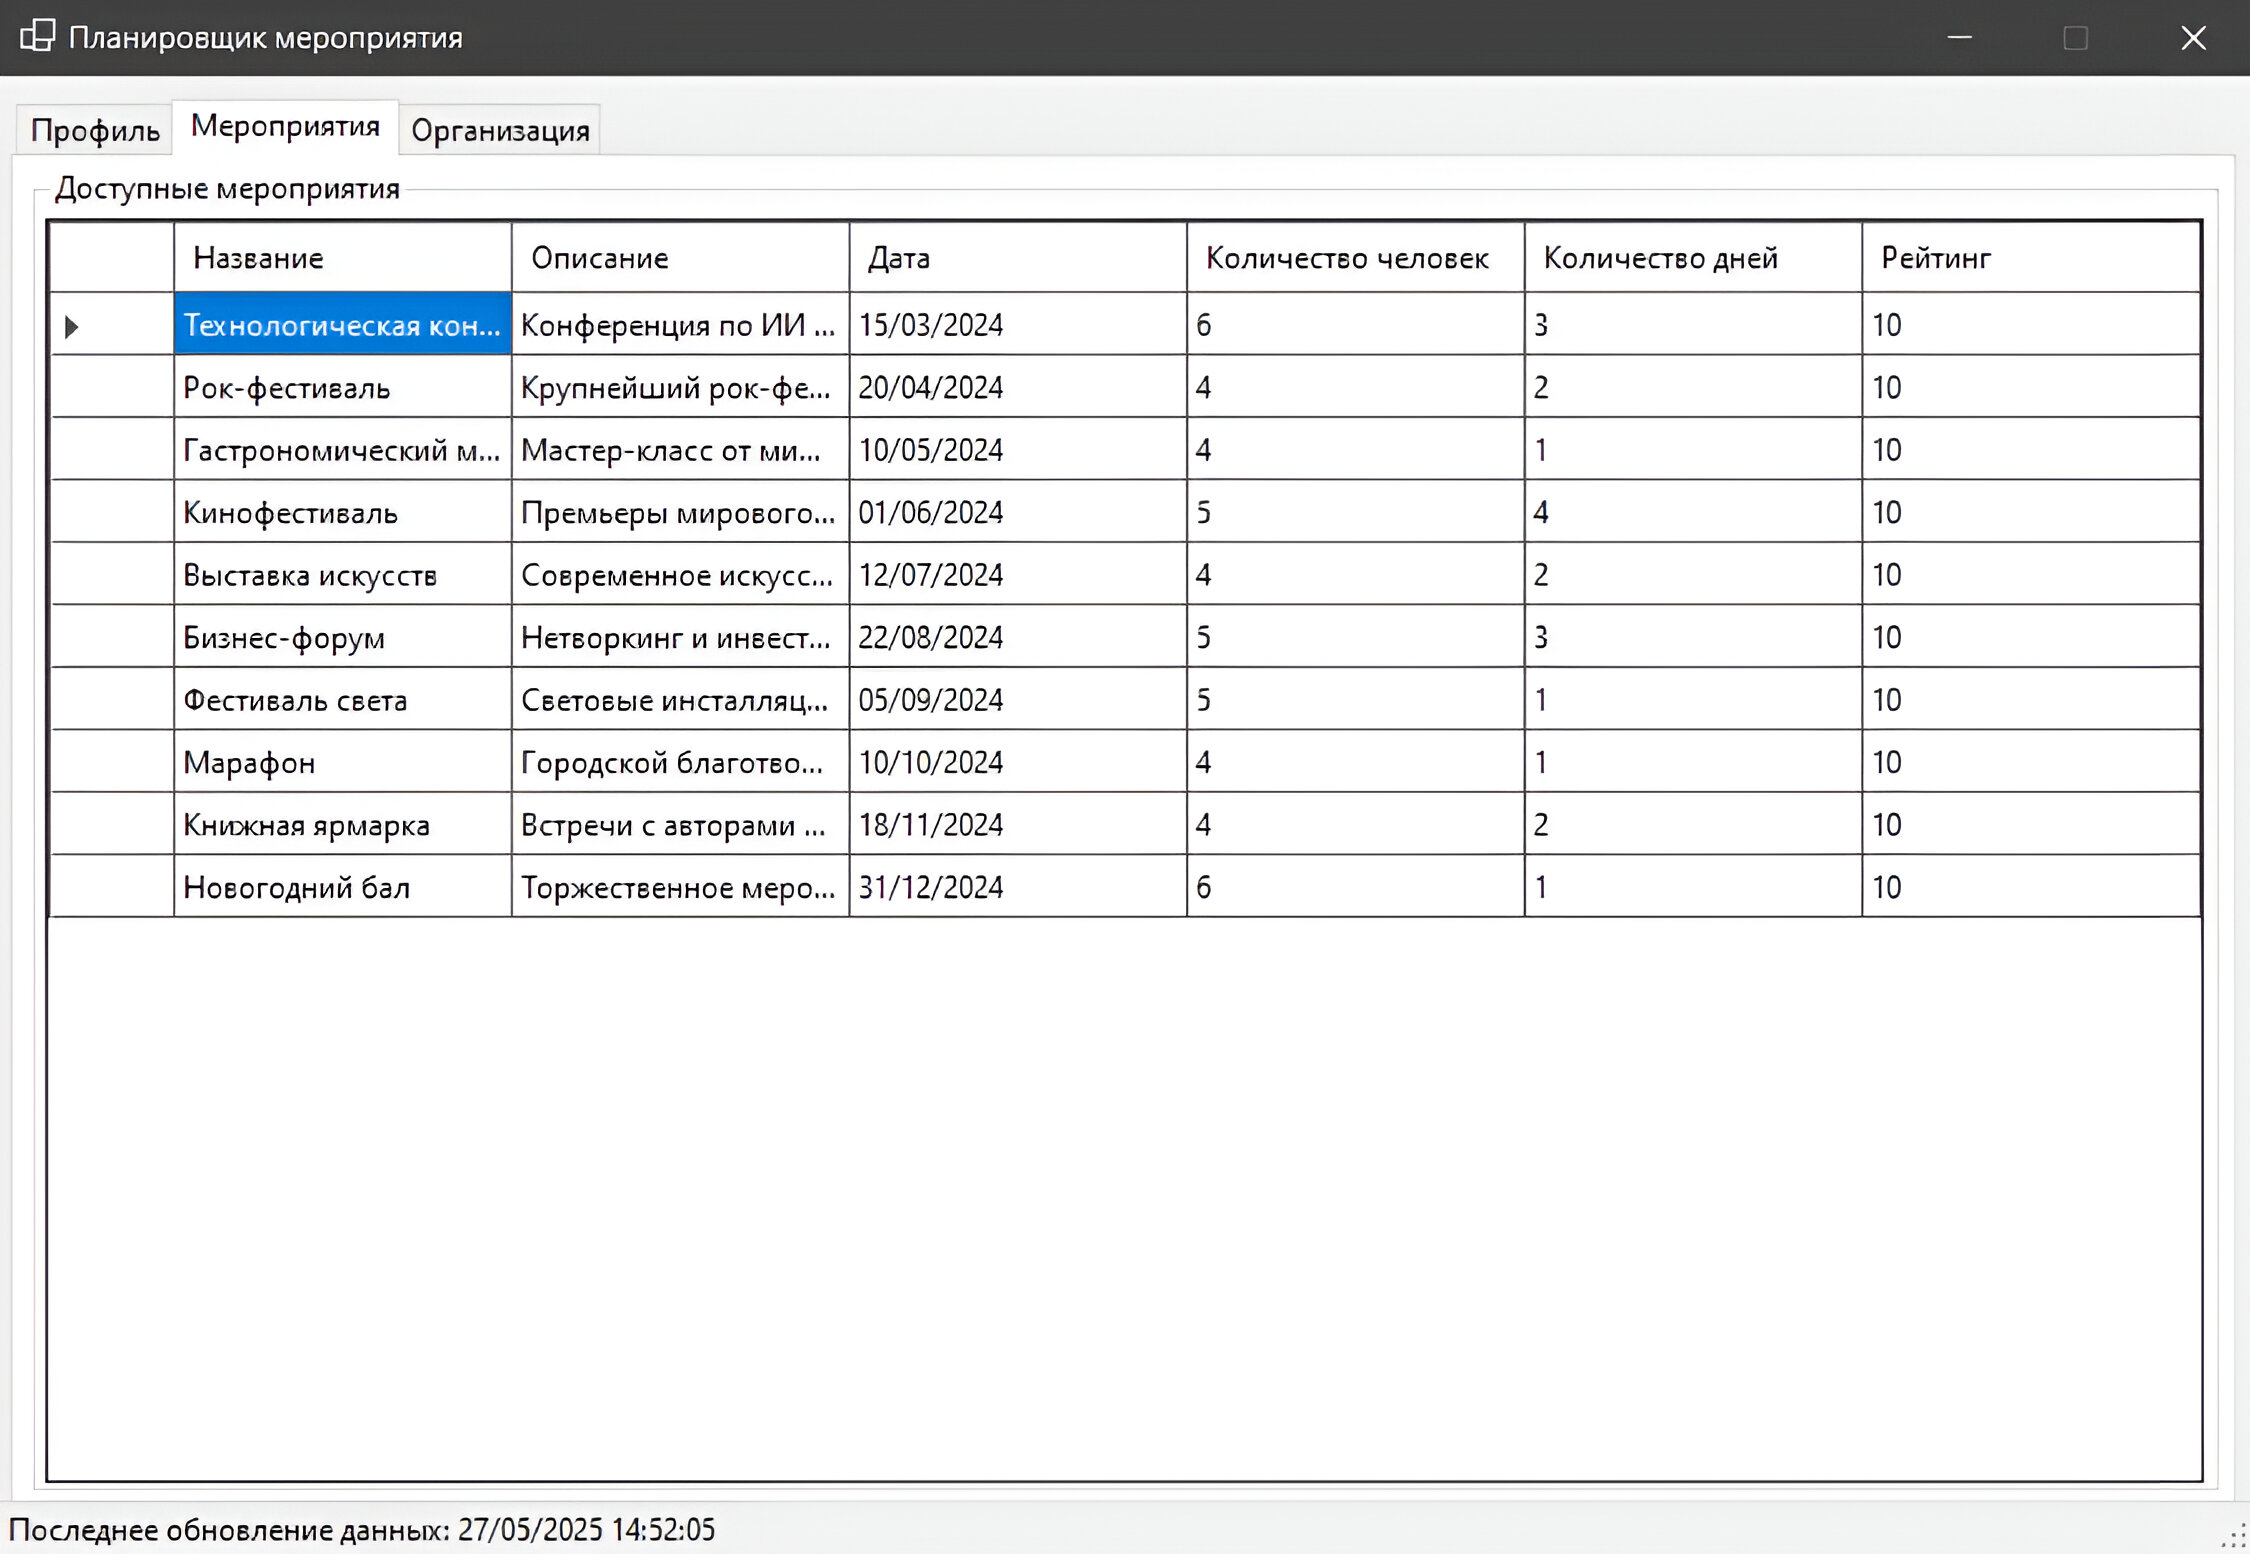 Планировщик мероприятия
Профиль Мероприятия Организация
Доступные мероприятия
Название Описание Дата Количество человек Количество дней Рейтинг
Технологическая кон... Конференция по ИИ ... 15/03/2024 6 3 10
Рок-фестиваль Крупнейший рок-фе... 20/04/2024 4 2 10
Гастрономический м... Мастер-класс от ми... 10/05/2024 4 1 10
Кинофестиваль Премьеры мирового... 01/06/2024 5 4 10
Выставка искусств Современное искусс... 12/07/2024 4 2 10
Бизнес-форум Нетворкинг и инвест... 22/08/2024 5 3 10
Фестиваль света Световые инсталляц... 05/09/2024 5 1 10
Марафон Городской благотво... 10/10/2024 4 1 10
Книжная ярмарка Встречи с авторами ... 18/11/2024 4 2 10
Новогодний бал Торжественное меро... 31/12/2024 6 1 10
Последнее обновление данных: 27/05/2025 14:52:05